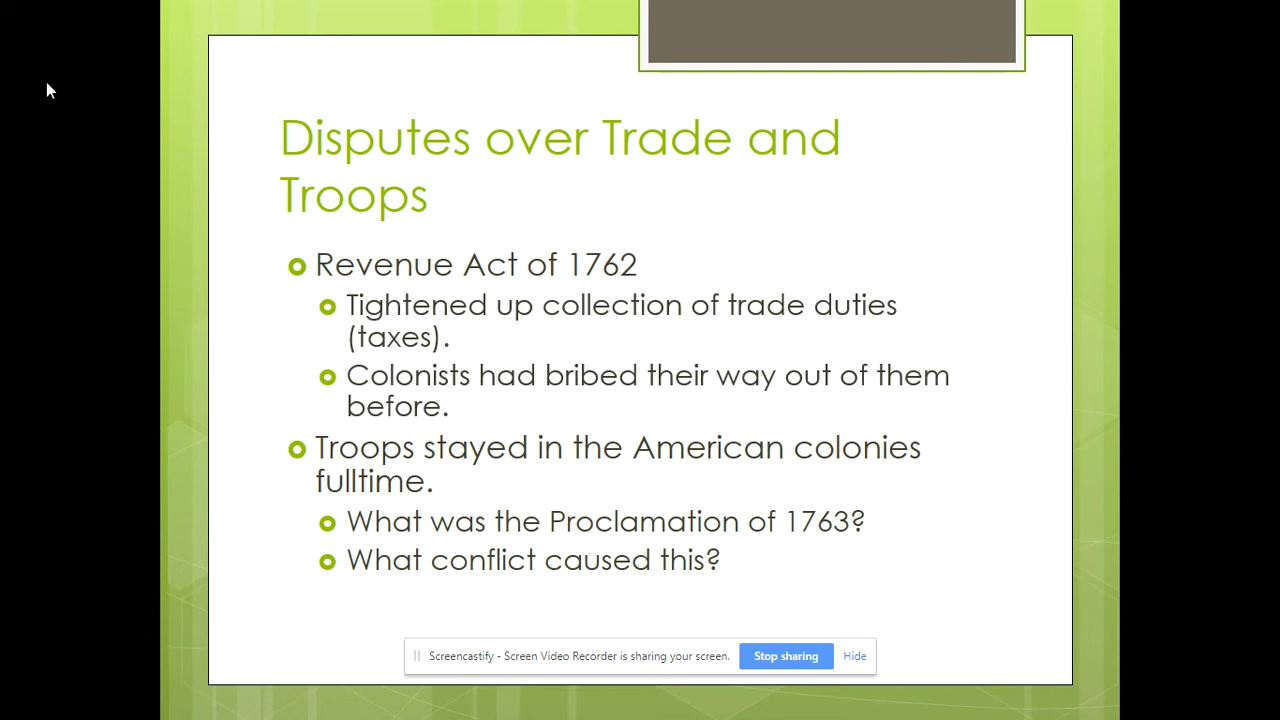 Disputes over Trade and
Troops
Revenue Act of 1762
Tightened up collection of trade duties
(taxes).
Colonists had bribed their way out of them
before.
Troops stayed in the American colonies
fulltime.
What was the Proclamation of 1763?
What conflict caused this?
Screencastify - Screen Video Recorder is sharing your screen. Stop sharing Hide